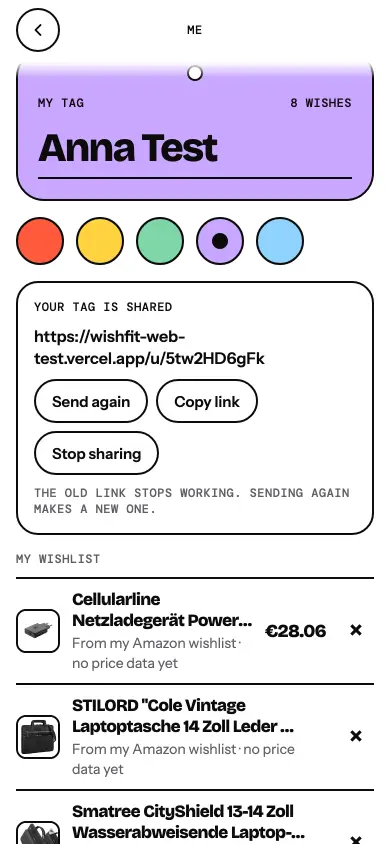 ME
MY TAG 8 WISHES
Anna Test
YOUR TAG IS SHARED
https://wishfit-web-
test.vercel.app/u/5tw2HD6gFk
Send again Copy link
Stop sharing
THE OLD LINK STOPS WORKING. SENDING AGAIN
MAKES A NEW ONE.
MY WISHLIST
Cellularline
Netzladegerät Power...
From my Amazon wishlist ·
no price data yet
€28.06 ×
STILORD "Cole Vintage
Laptoptasche 14 Zoll Leder ...
From my Amazon wishlist · no price
data yet
×
Smatree CityShield 13-14 Zoll
Wasserabweisende Laptop-...
×